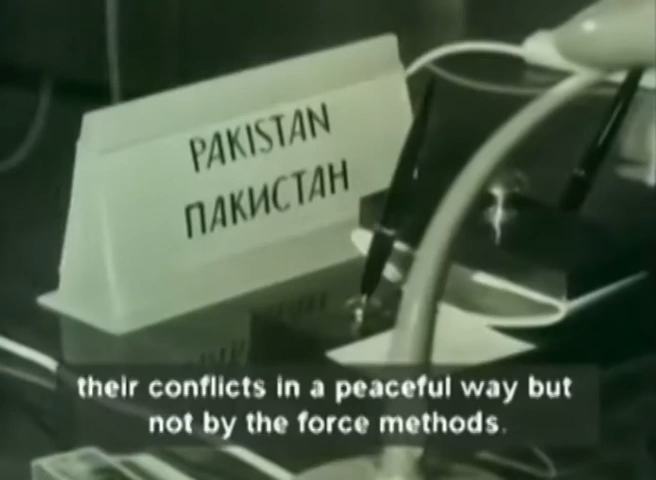 PAKISTAN
ПАКИСТАН
their conflicts in a peaceful way but
not by the force methods.